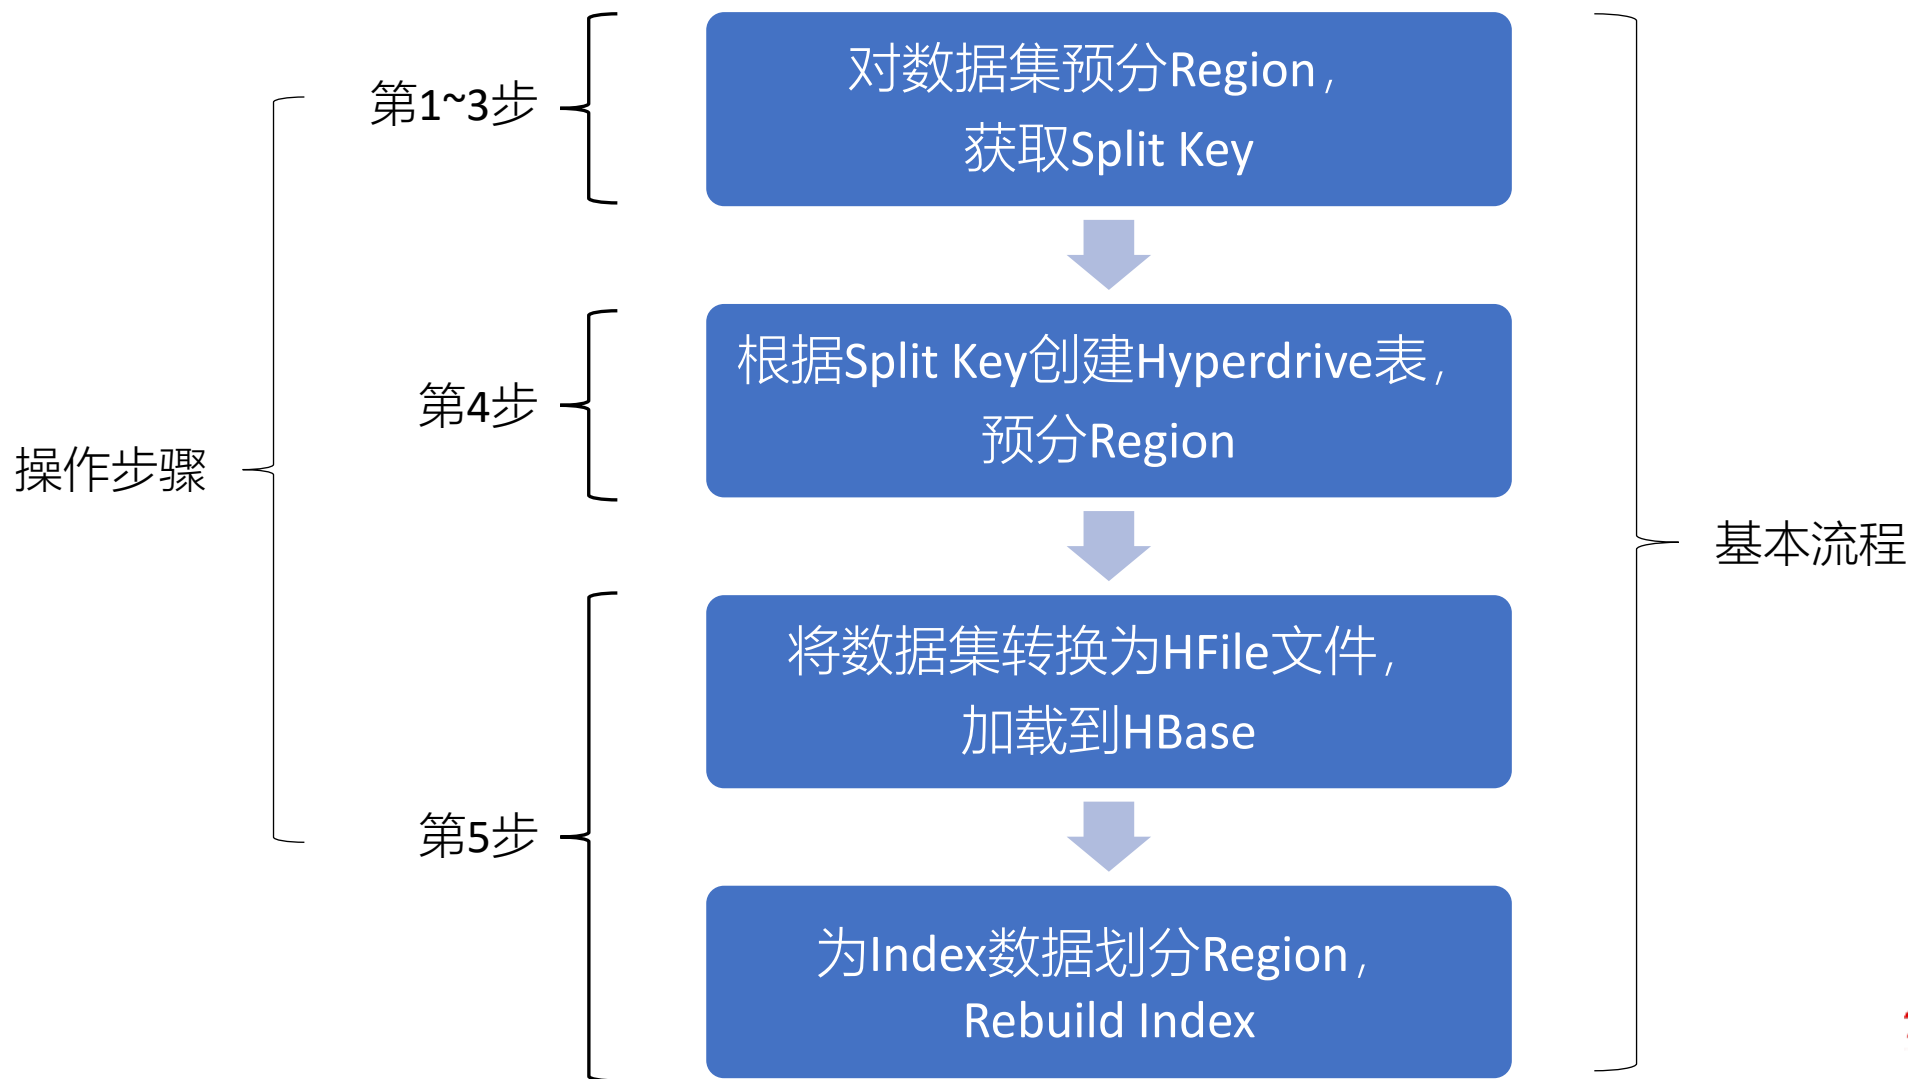 对数据集预分Region，
获取Split Key
第1~3步
根据Split Key创建Hyperdrive表，
预分Region
第4步
操作步骤
基本流程
将数据集转换为HFile文件，
加载到HBase
第5步
为Index数据划分Region，
Rebuild Index